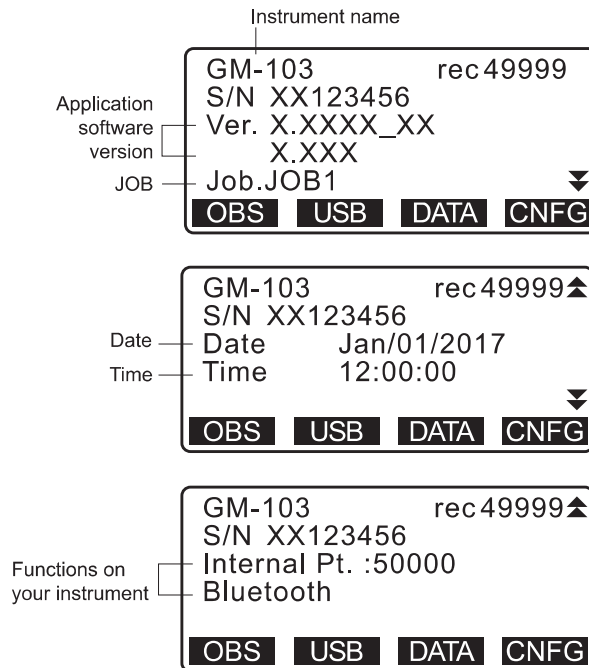 Instrument name
GM-103 rec 49999
S/N XX123456
Application software version
Ver. X.XXXX_XX
X.XXX
JOB
Job.JOB1
OBS USB DATA CNFG
GM-103 rec 49999
S/N XX123456
Date
Date Jan/01/2017
Time
Time 12:00:00
OBS USB DATA CNFG
GM-103 rec 49999
S/N XX123456
Functions on your instrument
Internal Pt. :50000
Bluetooth
OBS USB DATA CNFG